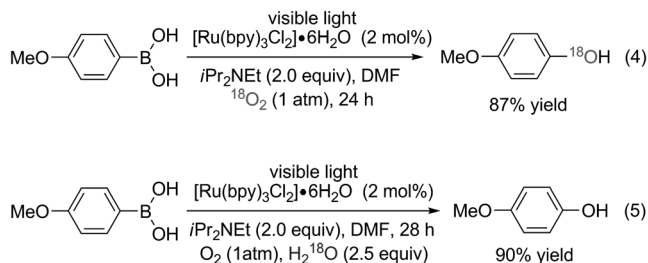 visible light
[Ru(bpy)3Cl2]•6H2O (2 mol%)
MeO B OH OH
iPr2NEt (2.0 equiv), DMF
18O2 (1 atm), 24 h
MeO 18OH (4)
87% yield
visible light
[Ru(bpy)3Cl2]•6H2O (2 mol%)
MeO B OH OH
iPr2NEt (2.0 equiv), DMF, 28 h
O2 (1atm), H218O (2.5 equiv)
MeO OH (5)
90% yield